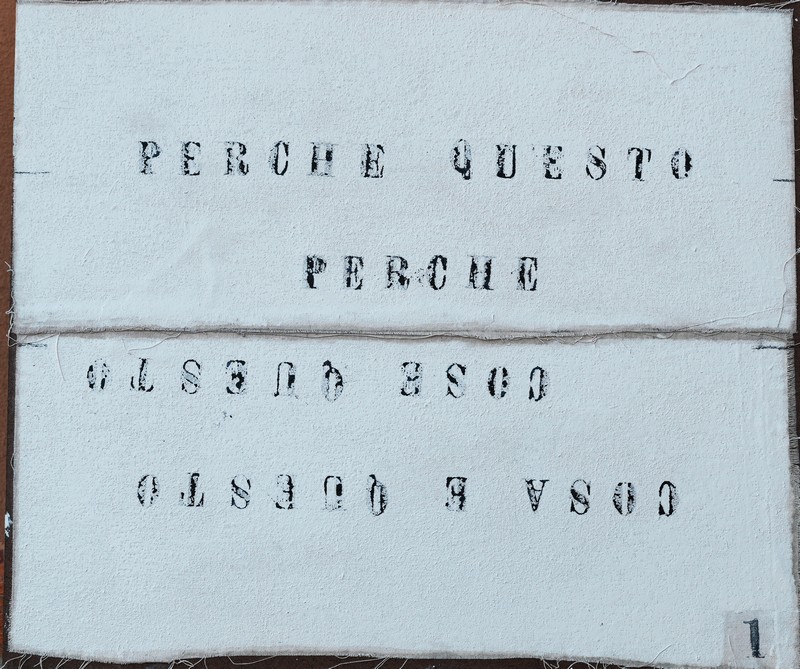 PERCHE QUESTO
PERCHE
COSA E QUESTO
COSE QUESTO
1